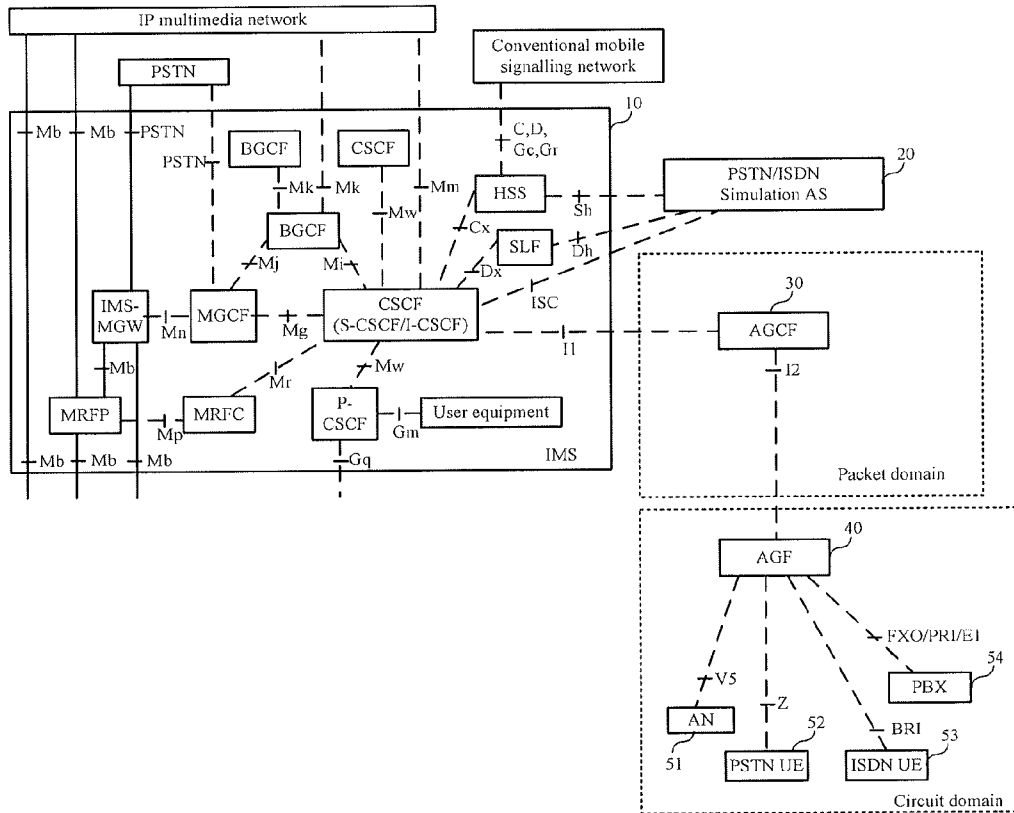 IP multimedia network
Conventional mobile
signalling network
PSTN
10
Mb
Mb
PSTN
PSTN
BGCF
CSCF
C,D,
Gc,Gr
20
PSTN/ISDN
Simulation AS
Mk
Mk
Mw
Mm
HSS
Sh
BGCF
Cx
SLF
Dh
Mj
Mi
Dx
ISC
30
IMS-
MGW
Mn
MGCF
Mg
CSCF
(S-CSCF/I-CSCF)
I1
AGCF
I2
Mb
Mr
Mw
MRFP
Mp
MRFC
P-
CSCF
Gm
User equipment
Mb
Mb
Mb
Gq
IMS
Packet domain
40
AGF
FXO/PRI/E1
54
PBX
V5
Z
BRI
AN
51
52
PSTN UE
53
ISDN UE
Circuit domain